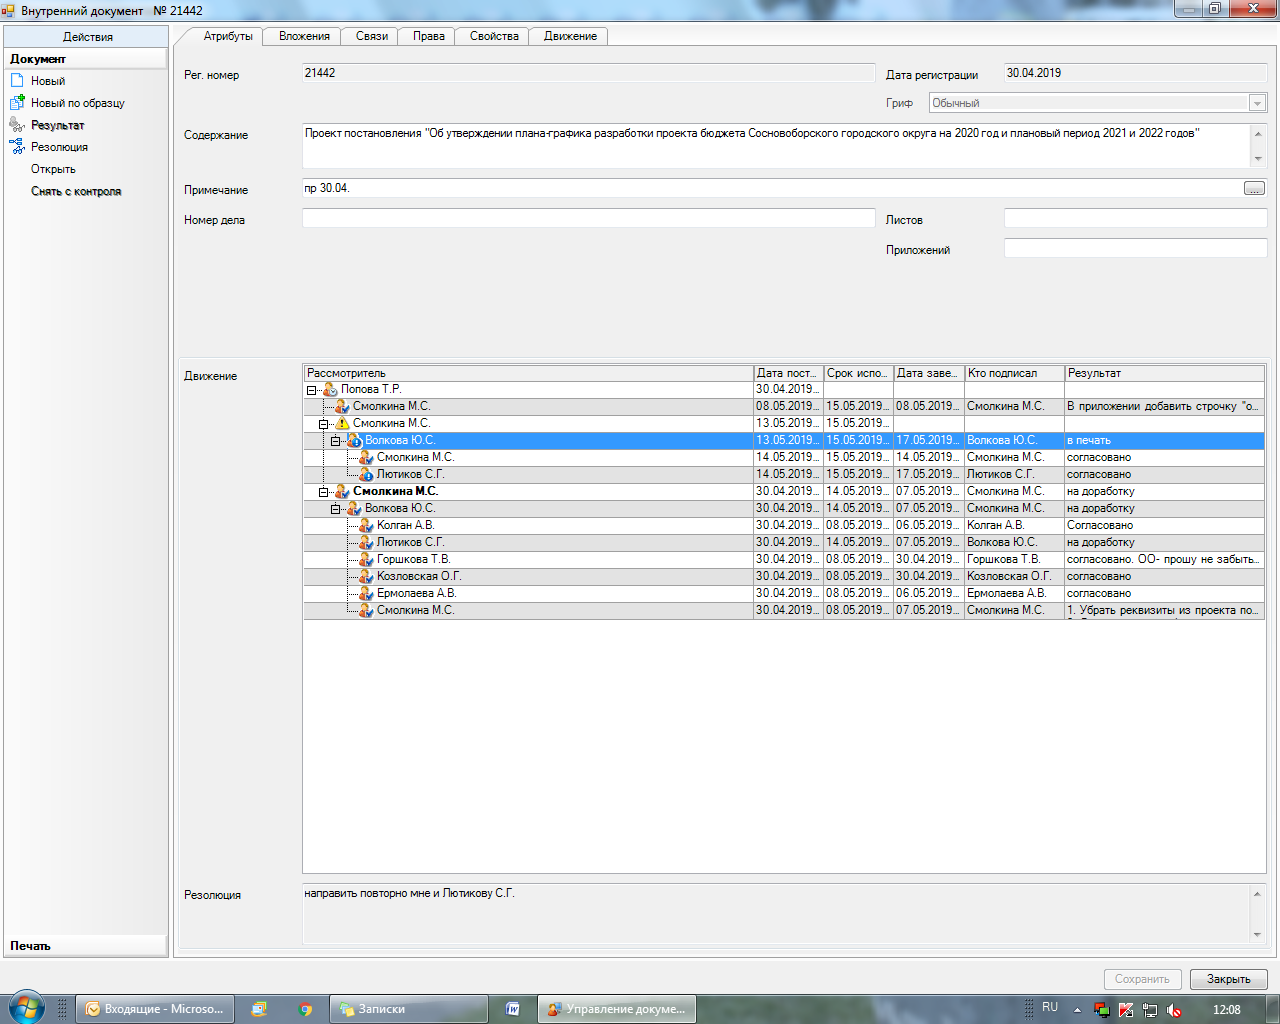 Внутренний документ № 21442
Действия
Документ
Новый
Новый по образцу
Результат
Резолюция
Открыть
Снять с контроля
Печать
Атрибуты Вложения Связи Права Свойства Движение
Рег. номер 21442 Дата регистрации 30.04.2019
Гриф Обычный
Содержание Проект постановления "Об утверждении плана-графика разработки проекта бюджета Сосновоборского городского округа на 2020 год и плановый период 2021 и 2022 годов"
Примечание пр 30.04. ...
Номер дела Листов
Приложений
Движение
Рассмотритель Дата пост... Срок испо... Дата заве... Кто подписал Результат
Попова Т.Р. 30.04.2019...
Смолкина М.С. 08.05.2019... 15.05.2019... 08.05.2019... Смолкина М.С. В приложении добавить строчку "о...
Смолкина М.С. 13.05.2019... 15.05.2019...
Волкова Ю.С. 13.05.2019... 15.05.2019... 17.05.2019... Волкова Ю.С. в печать
Смолкина М.С. 14.05.2019... 15.05.2019... 14.05.2019... Смолкина М.С. согласовано
Лютиков С.Г. 14.05.2019... 15.05.2019... 17.05.2019... Лютиков С.Г. согласовано
Смолкина М.С. 30.04.2019... 14.05.2019... 07.05.2019... Смолкина М.С. на доработку
Волкова Ю.С. 30.04.2019... 14.05.2019... 07.05.2019... Смолкина М.С. на доработку
Колган А.В. 30.04.2019... 08.05.2019... 06.05.2019... Колган А.В. Согласовано
Лютиков С.Г. 30.04.2019... 14.05.2019... 07.05.2019... Волкова Ю.С. на доработку
Горшкова Т.В. 30.04.2019... 08.05.2019... 30.04.2019... Горшкова Т.В. согласовано. ОО- прошу не забыть...
Козловская О.Г. 30.04.2019... 08.05.2019... 30.04.2019... Козловская О.Г. согласовано
Ермолаева А.В. 30.04.2019... 08.05.2019... 06.05.2019... Ермолаева А.В. согласовано
Смолкина М.С. 30.04.2019... 08.05.2019... 07.05.2019... Смолкина М.С. 1. Убрать реквизиты из проекта по...
Резолюция направить повторно мне и Лютикову С.Г.
Сохранить Закрыть
Входящие - Microso... Записки Управление докуме... RU 12:08